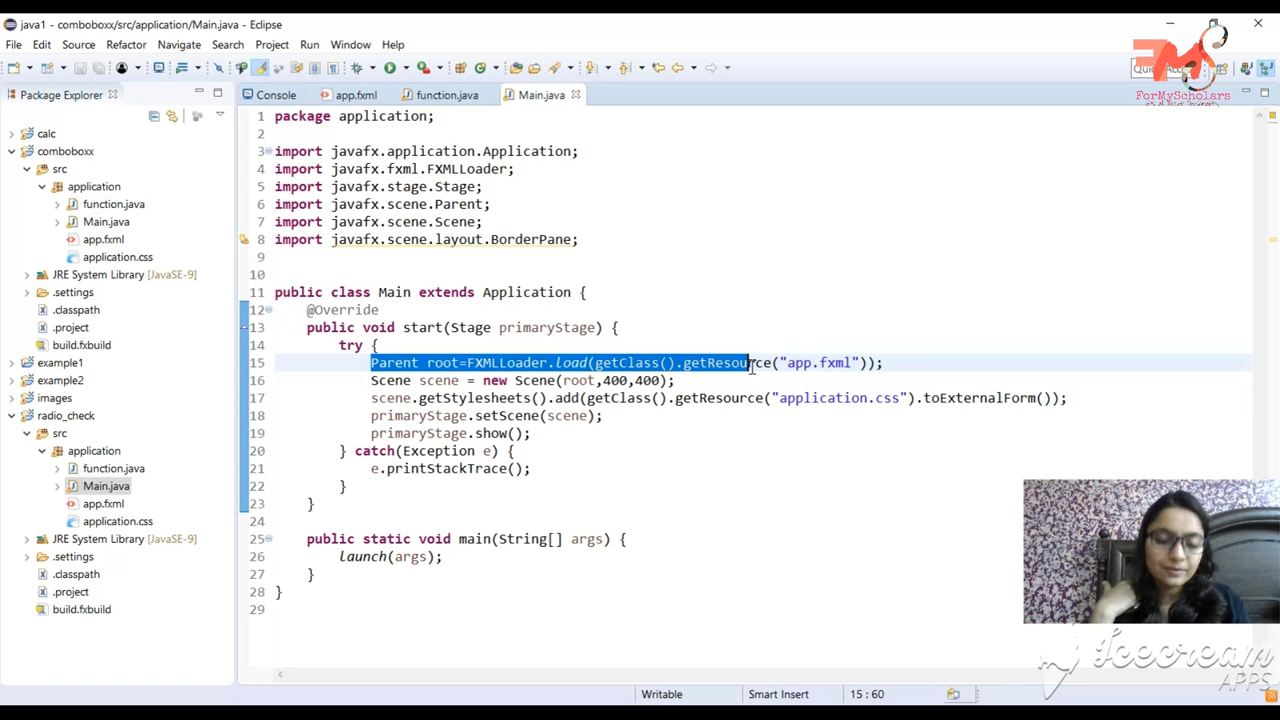 java1 - comboboxx/src/application/Main.java - Eclipse
File Edit Source Refactor Navigate Search Project Run Window Help
FMS
ForMyScholars
Package Explorer
Console
app.fxml
function.java
Main.java
calc
comboboxx
src
application
function.java
Main.java
app.fxml
application.css
JRE System Library [JavaSE-9]
.settings
.classpath
.project
build.fxbuild
example1
example2
images
radio_check
src
application
function.java
Main.java
app.fxml
application.css
JRE System Library [JavaSE-9]
.settings
.classpath
.project
build.fxbuild
1 package application;
2
3 import javafx.application.Application;
4 import javafx.fxml.FXMLLoader;
5 import javafx.stage.Stage;
6 import javafx.scene.Parent;
7 import javafx.scene.Scene;
8 import javafx.scene.layout.BorderPane;
9
10
11 public class Main extends Application {
12 @Override
13 public void start(Stage primaryStage) {
14 try {
15 Parent root=FXMLLoader.load(getClass().getResource("app.fxml"));
16 Scene scene = new Scene(root,400,400);
17 scene.getStylesheets().add(getClass().getResource("application.css").toExternalForm());
18 primaryStage.setScene(scene);
19 primaryStage.show();
20 } catch(Exception e) {
21 e.printStackTrace();
22 }
23 }
24
25 public static void main(String[] args) {
26 launch(args);
27 }
28 }
29
Icecream
APPS
Writable
Smart Insert
15 : 60